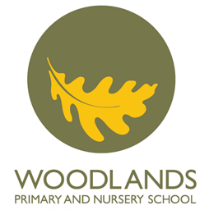 WOODLANDS
PRIMARY AND NURSERY SCHOOL